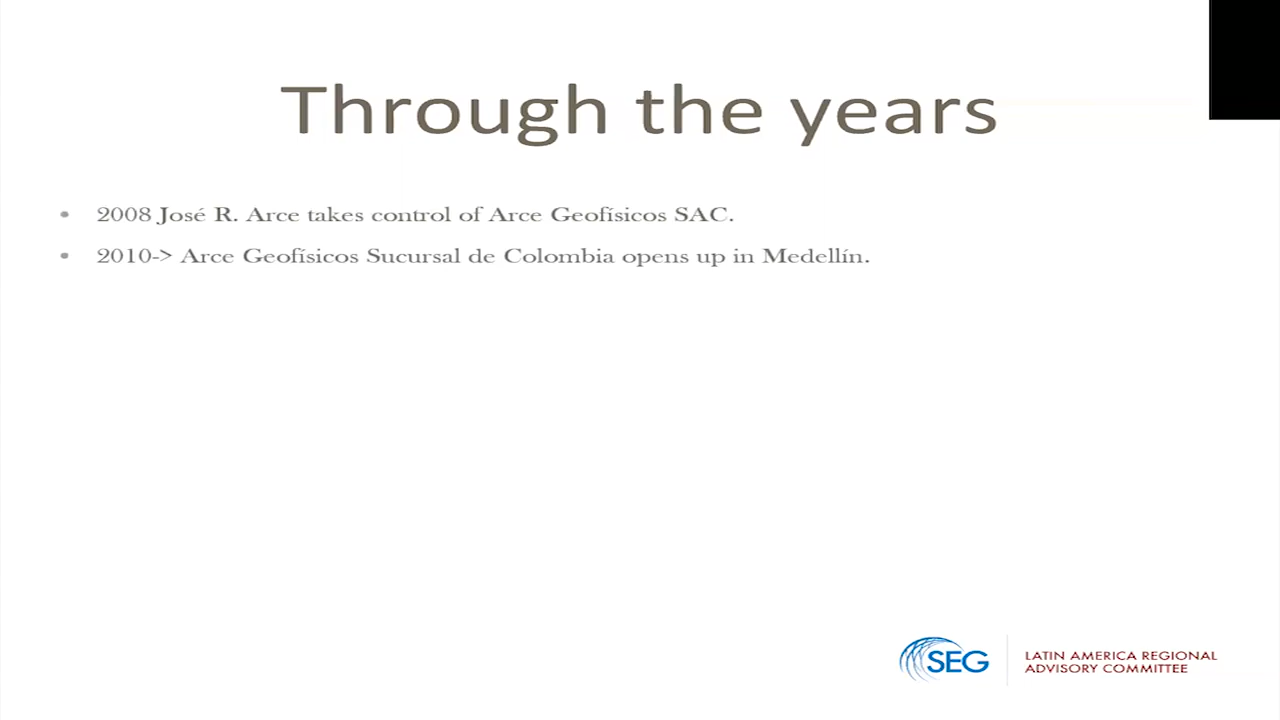 Through the years
• 2008 José R. Arce takes control of Arce Geofísicos SAC.
• 2010-> Arce Geofísicos Sucursal de Colombia opens up in Medellín.
SEG
LATIN AMERICA REGIONAL
ADVISORY COMMITTEE